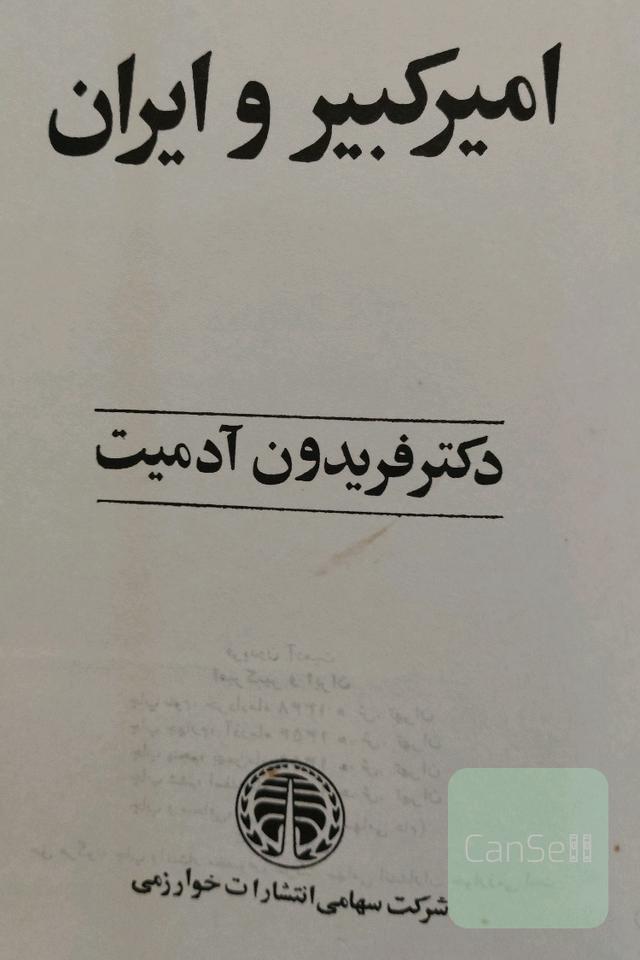 امیرکبیر و ایران
دکتر فریدون آدمیت
شرکت سهامی انتشارات خوارزمی
CanSell